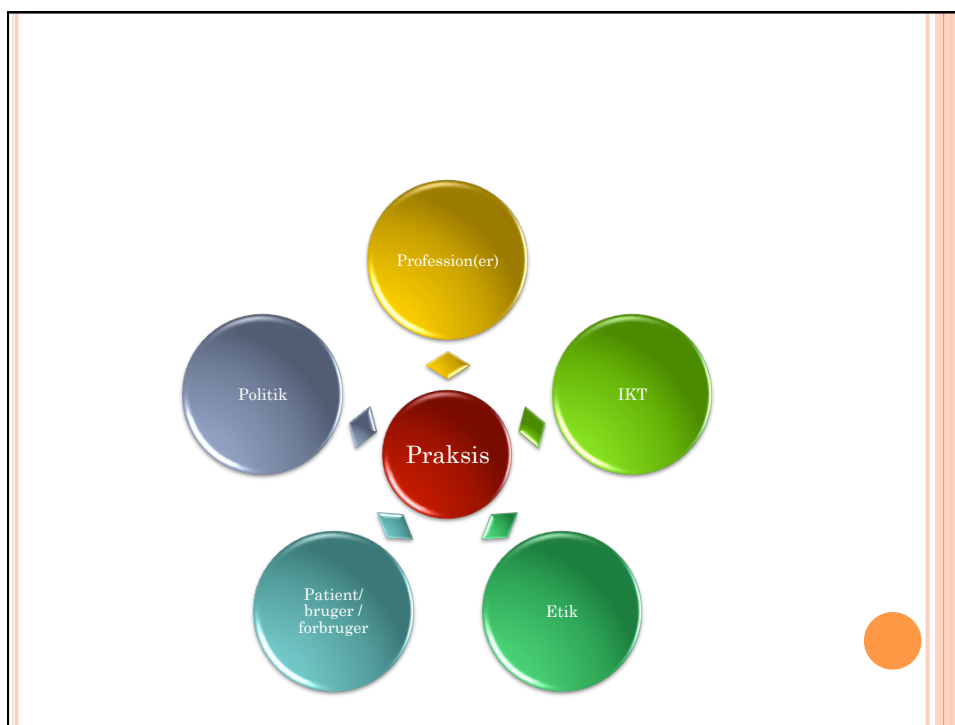 Profession(er)
Politik
IKT
Praksis
Patient/
bruger /
forbruger
Etik